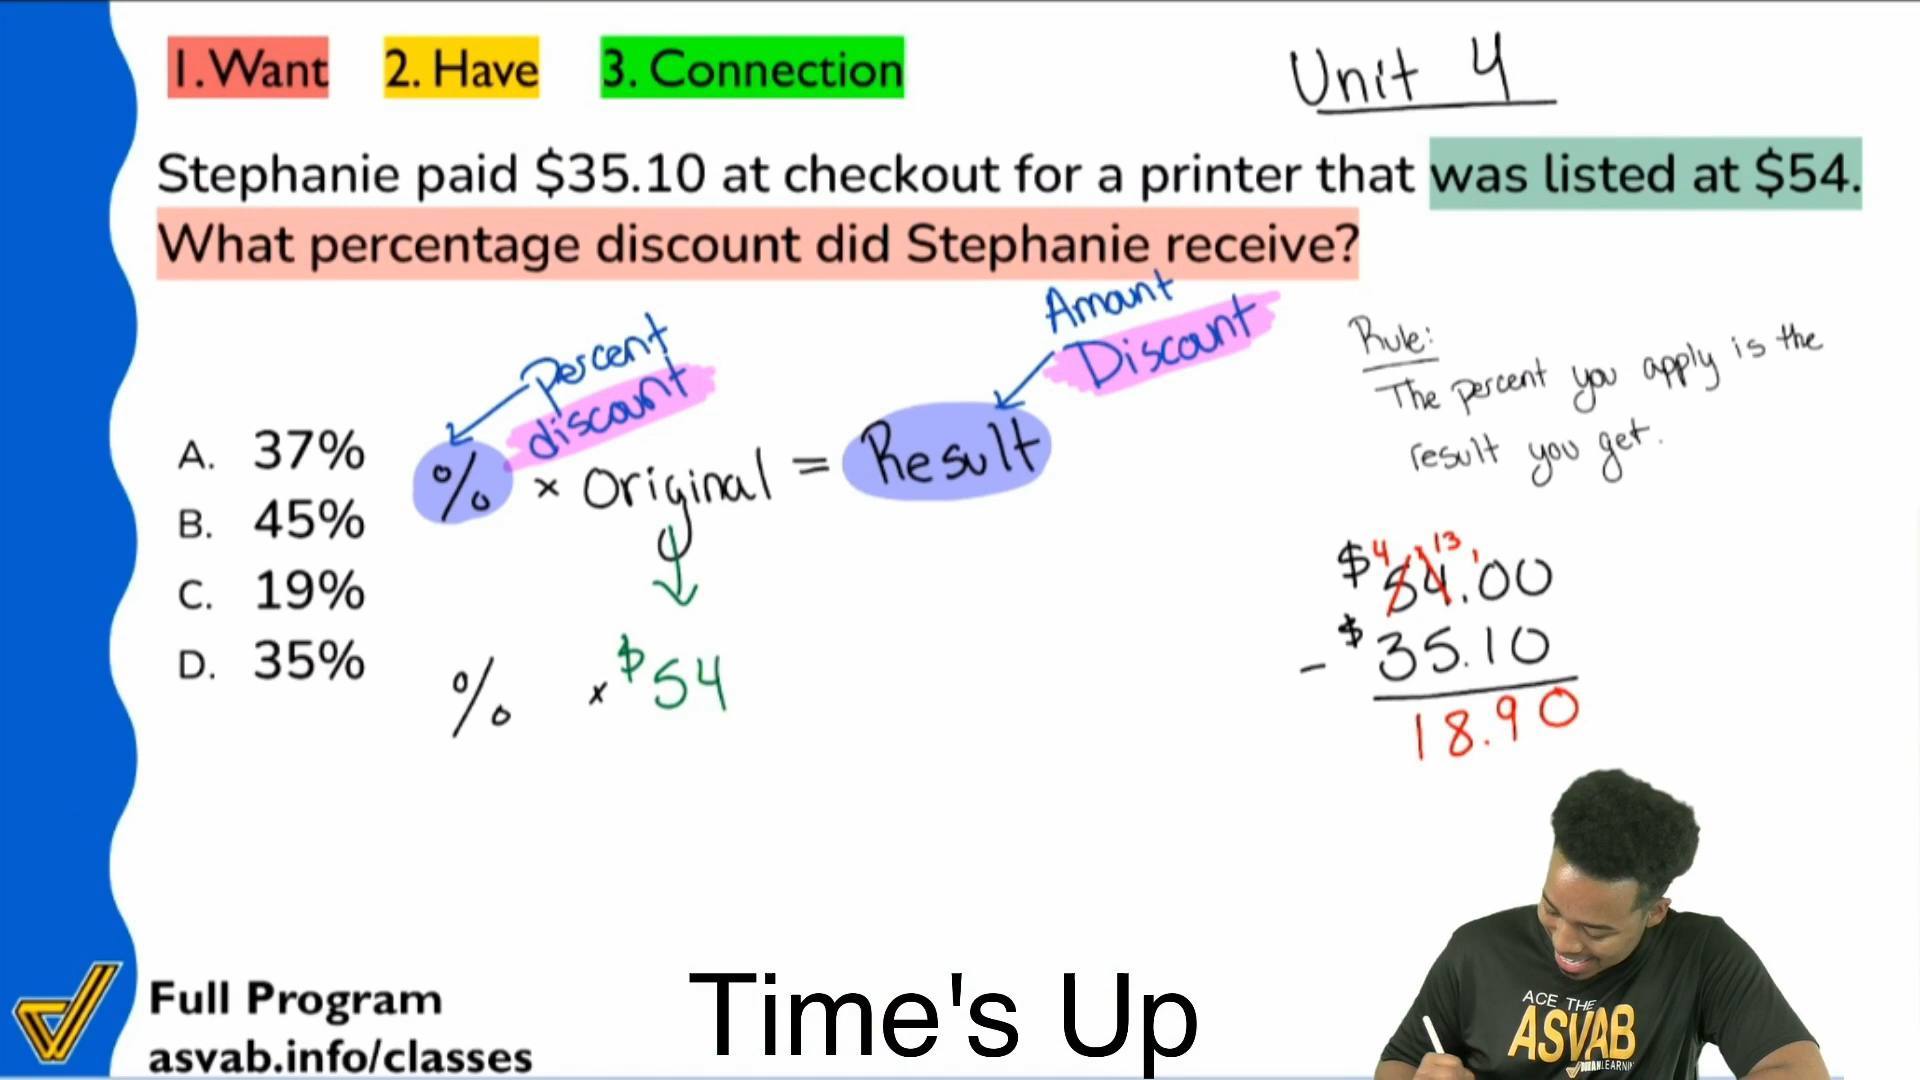 1. Want 2. Have 3. Connection
Unit 4
Stephanie paid $35.10 at checkout for a printer that was listed at $54.
What percentage discount did Stephanie receive?
Percent
discount
Amount
Discount
Rule:
The percent you apply is the
result you get.
A. 37%
B. 45%
C. 19%
D. 35%
% × Original = Result
% × $54
4 13 1
$54.00
- $35.10
18.90
Full Program
asvab.info/classes
Time's Up
ACE THE
ASVAB